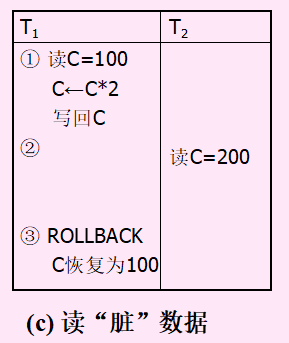 T₁ T₂
① 读C=100
C←C*2
写回C
②
读C=200
③ ROLLBACK
C恢复为100
(c) 读“脏”数据